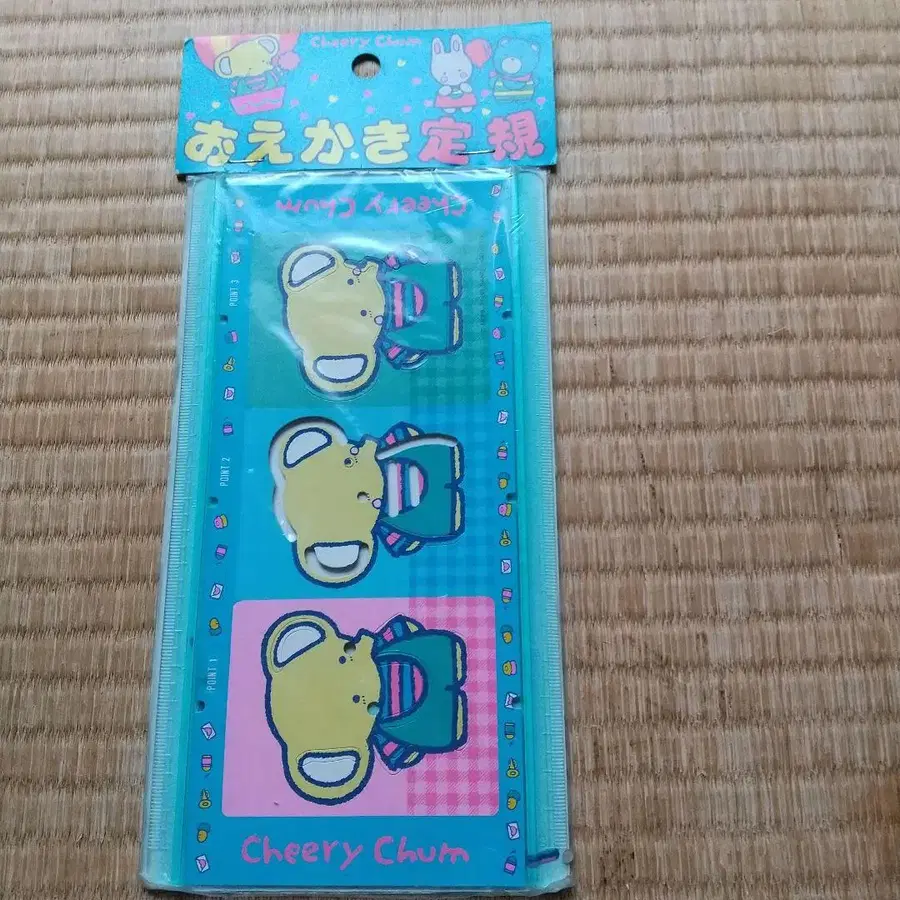 Cheery Chum
おえかき定規
Cheery Chum
POINT 3
POINT 2
POINT 1
Cheery Chum